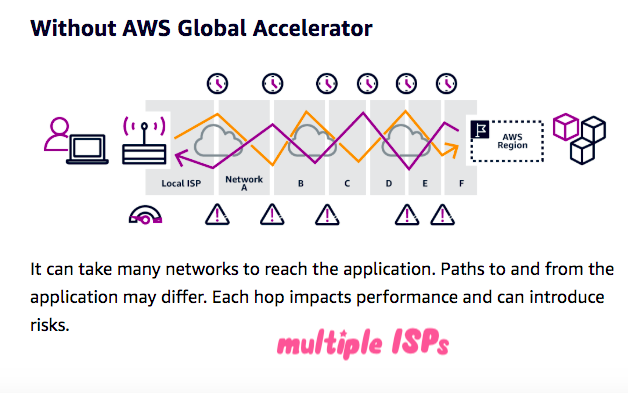 Without AWS Global Accelerator
AWS
Region
Local ISP
Network
A
B
C
D
E
F
It can take many networks to reach the application. Paths to and from the
application may differ. Each hop impacts performance and can introduce
risks.
multiple ISPs